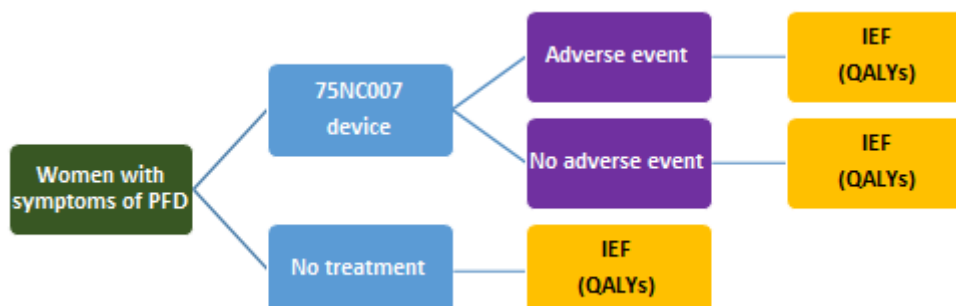 Women with
symptoms of PFD
75NC007
device
No treatment
Adverse event
No adverse event
IEF
(QALYs)
IEF
(QALYs)
IEF
(QALYs)